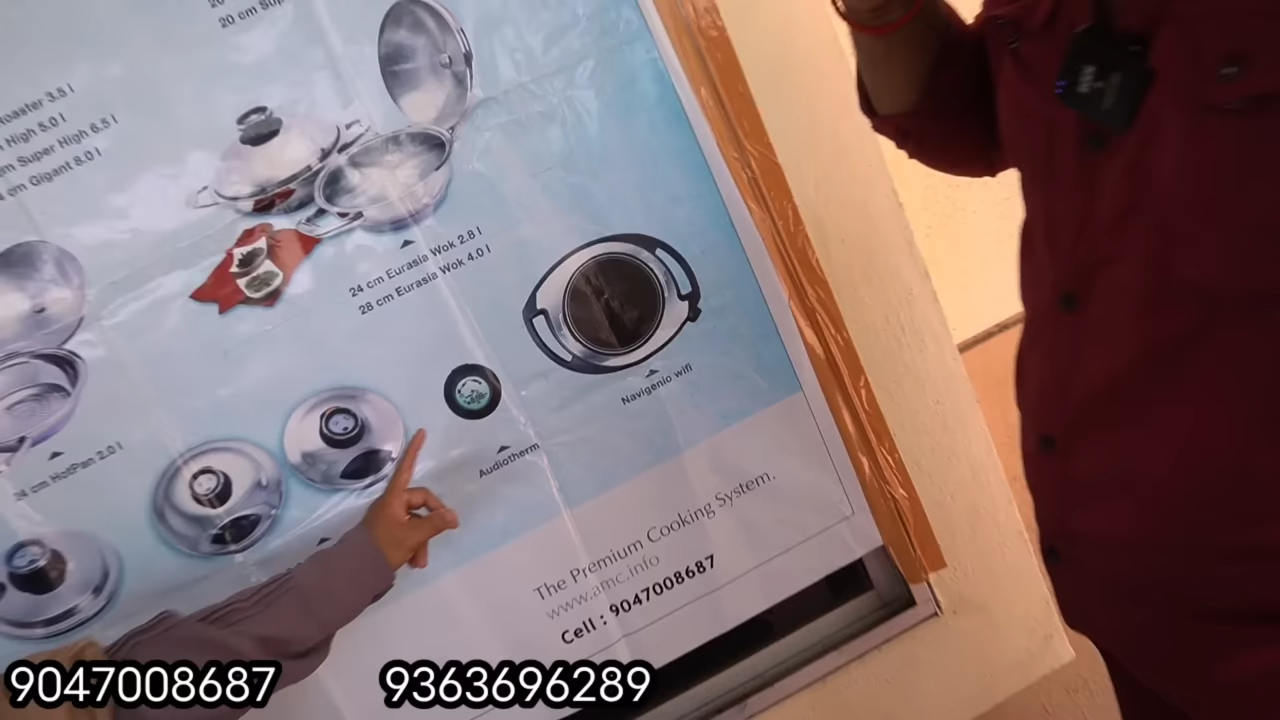 20 cm Sup
Roaster 3.5 l
High 5.0 l
m Super High 6.5 l
cm Gigant 8.0 l
24 cm Eurasia Wok 2.8 l
28 cm Eurasia Wok 4.0 l
Navigenio wifi
Audiotherm
24 cm HotPan 2.0 l
The Premium Cooking System.
www.amc.info
Cell : 9047008687
9047008687 9363696289